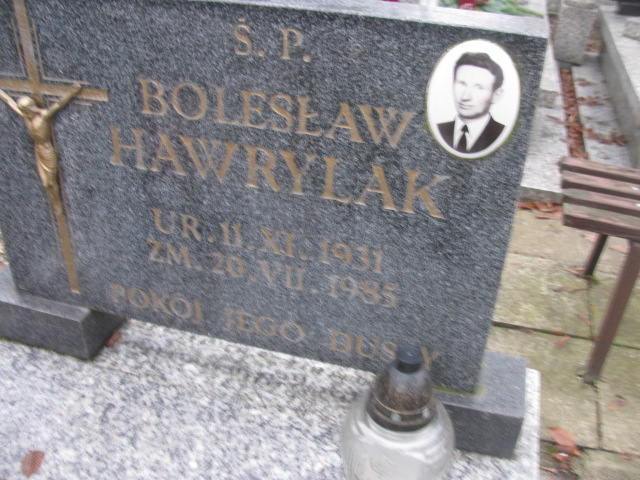 Ś. P.
BOLESŁAW
HAWRYLAK
UR. 11. XI. 1931
ZM. 20. VII. 1985
POKÓJ JEGO DUSZY